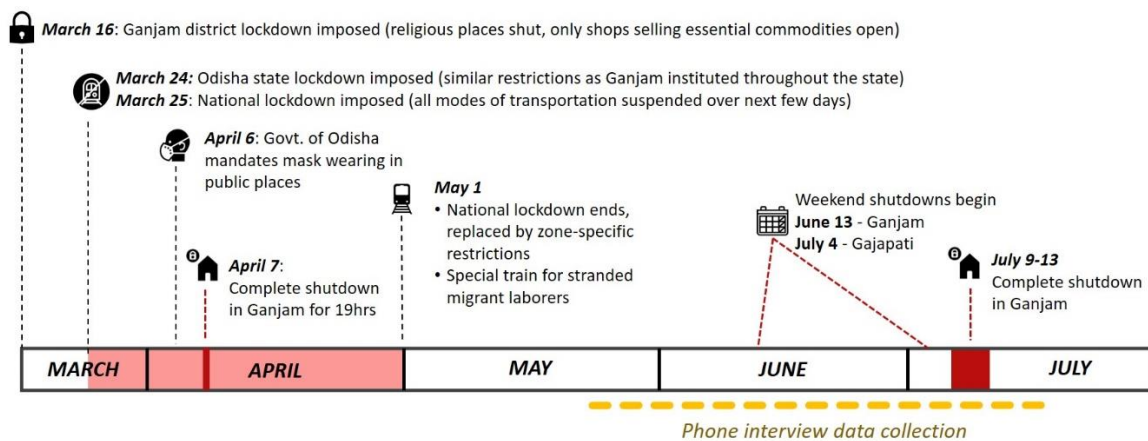 March 16: Ganjam district lockdown imposed (religious places shut, only shops selling essential commodities open)
March 24: Odisha state lockdown imposed (similar restrictions as Ganjam instituted throughout the state)
March 25: National lockdown imposed (all modes of transportation suspended over next few days)
April 6: Govt. of Odisha
mandates mask wearing in
public places
April 7:
Complete shutdown
in Ganjam for 19hrs
May 1
• National lockdown ends,
replaced by zone-specific
restrictions
• Special train for stranded
migrant laborers
Weekend shutdowns begin
June 13 - Ganjam
July 4 - Gajapati
July 9-13
Complete shutdown
in Ganjam
MARCH APRIL MAY JUNE JULY
Phone interview data collection